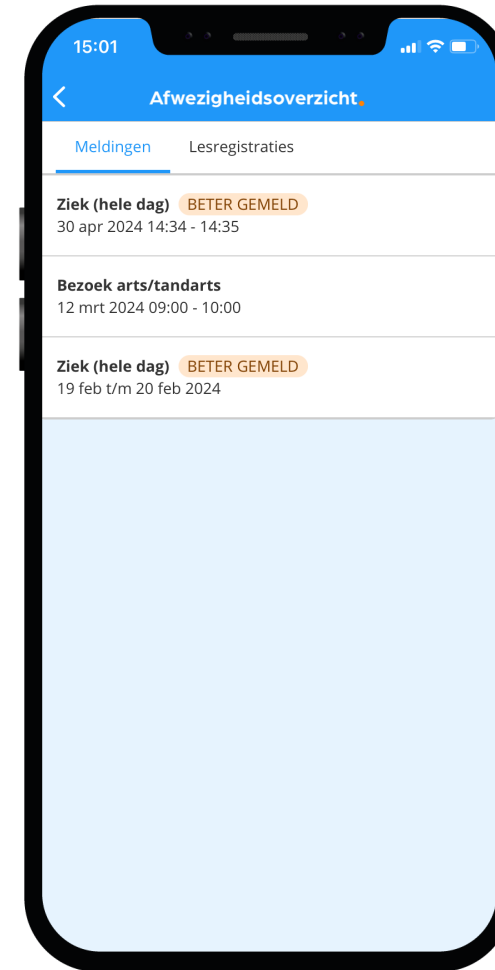 15:01
Afwezigheidsoverzicht.
Meldingen Lesregistraties
Ziek (hele dag) BETER GEMELD
30 apr 2024 14:34 - 14:35
Bezoek arts/tandarts
12 mrt 2024 09:00 - 10:00
Ziek (hele dag) BETER GEMELD
19 feb t/m 20 feb 2024